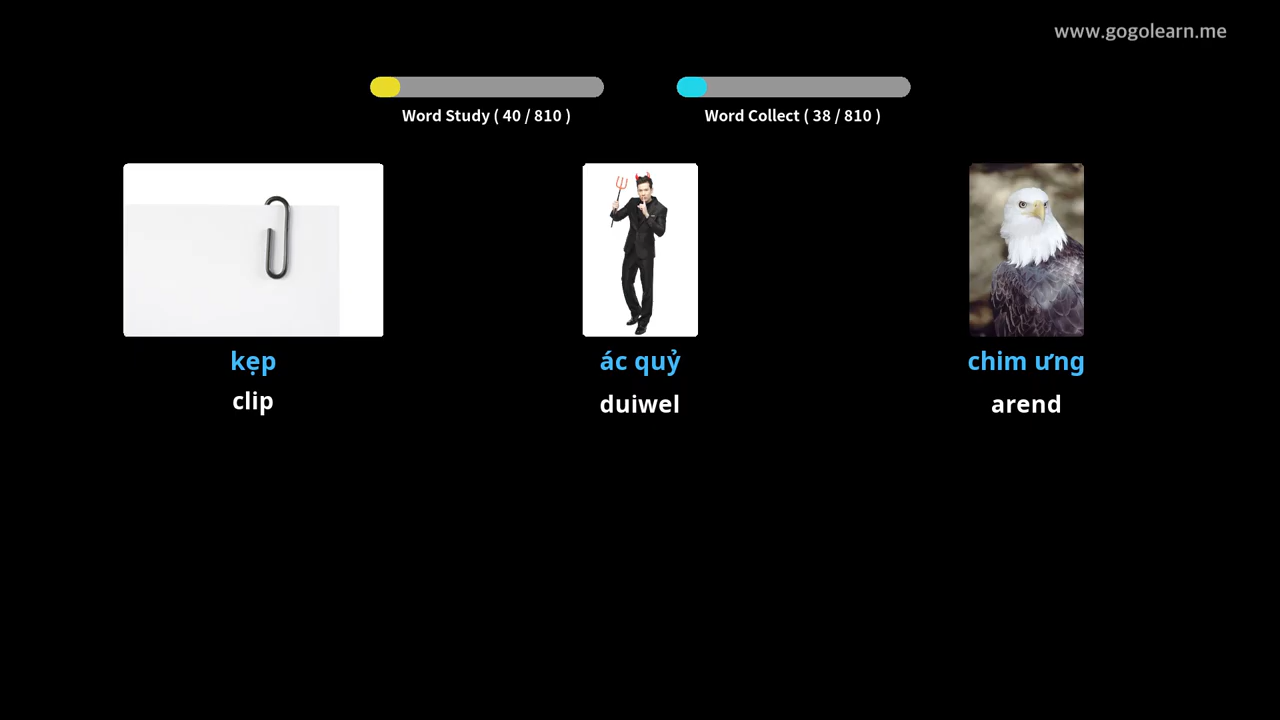 www.gogolearn.me
Word Study ( 40 / 810 )
Word Collect ( 38 / 810 )
kẹp
clip
ác quỷ
duiwel
chim ưng
arend